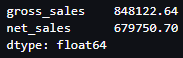 gross_sales    848122.64
net_sales      679750.70
dtype: float64